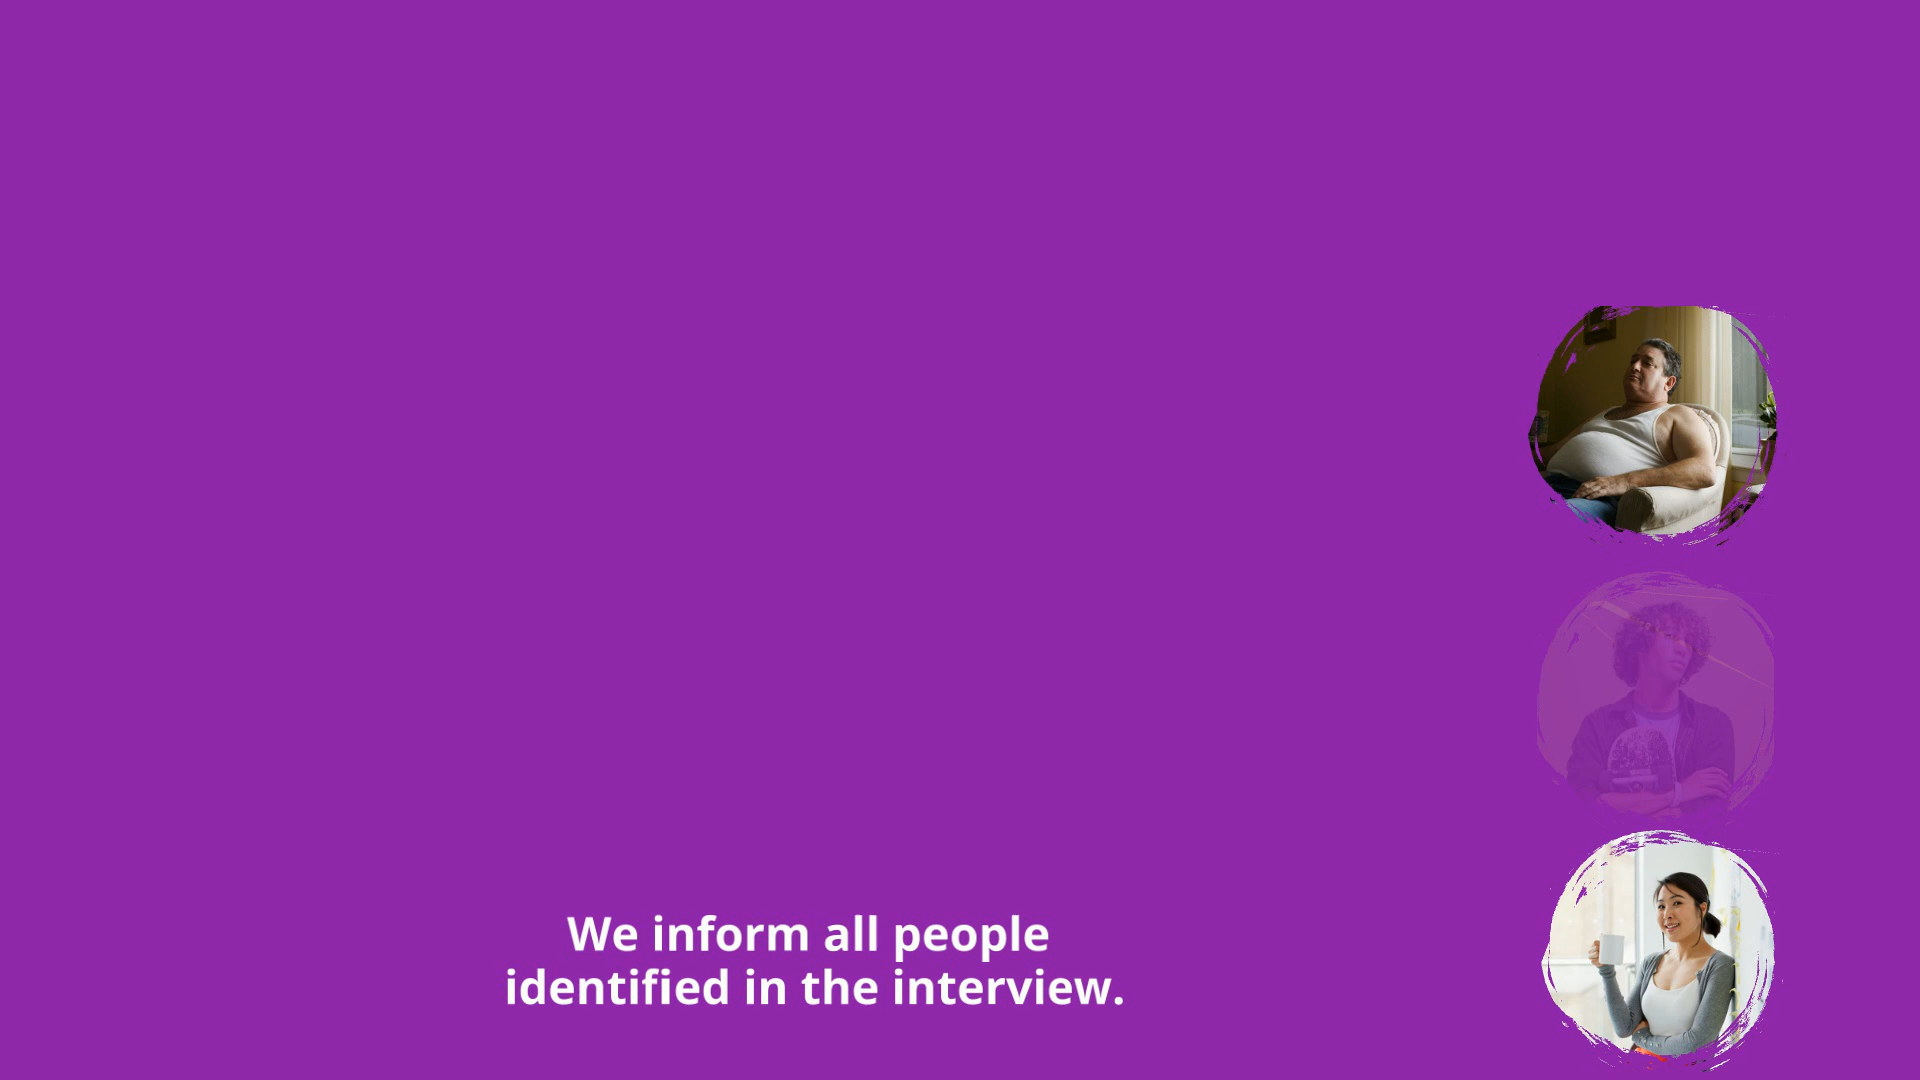 We inform all people
identified in the interview.